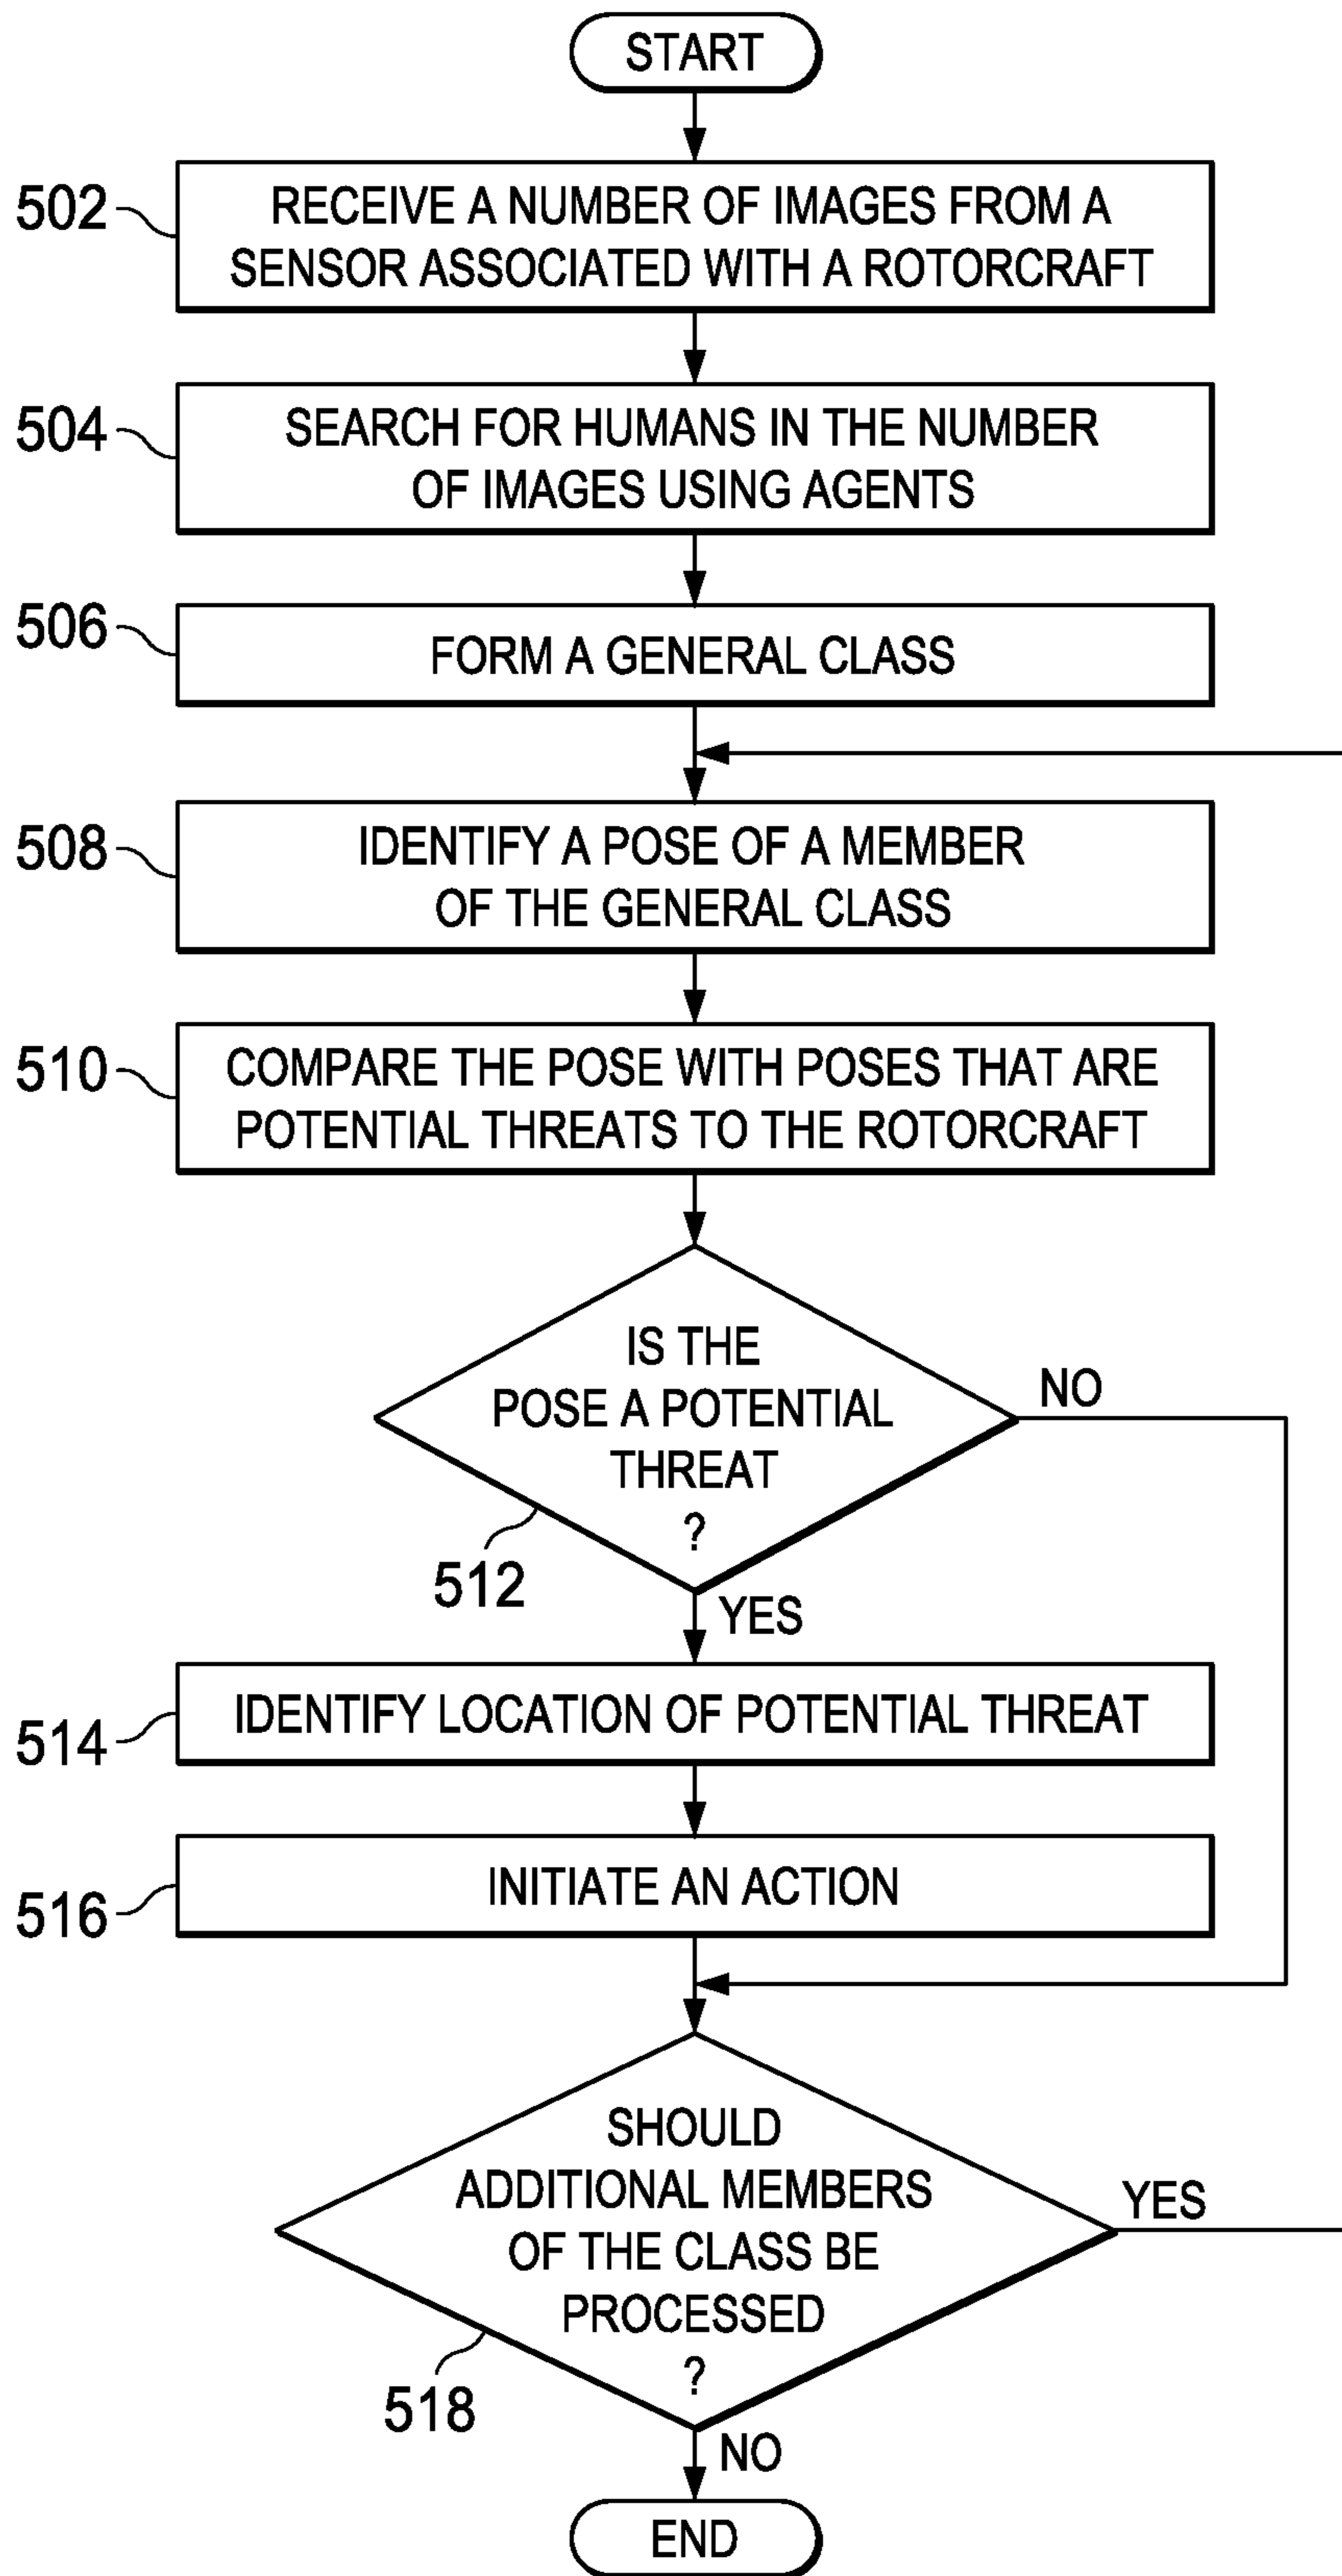 START
502
RECEIVE A NUMBER OF IMAGES FROM A
SENSOR ASSOCIATED WITH A ROTORCRAFT
504
SEARCH FOR HUMANS IN THE NUMBER
OF IMAGES USING AGENTS
506
FORM A GENERAL CLASS
508
IDENTIFY A POSE OF A MEMBER
OF THE GENERAL CLASS
510
COMPARE THE POSE WITH POSES THAT ARE
POTENTIAL THREATS TO THE ROTORCRAFT
IS THE
POSE A POTENTIAL
THREAT
?
NO
512
YES
514
IDENTIFY LOCATION OF POTENTIAL THREAT
516
INITIATE AN ACTION
SHOULD
ADDITIONAL MEMBERS
OF THE CLASS BE
PROCESSED
?
YES
518
NO
END